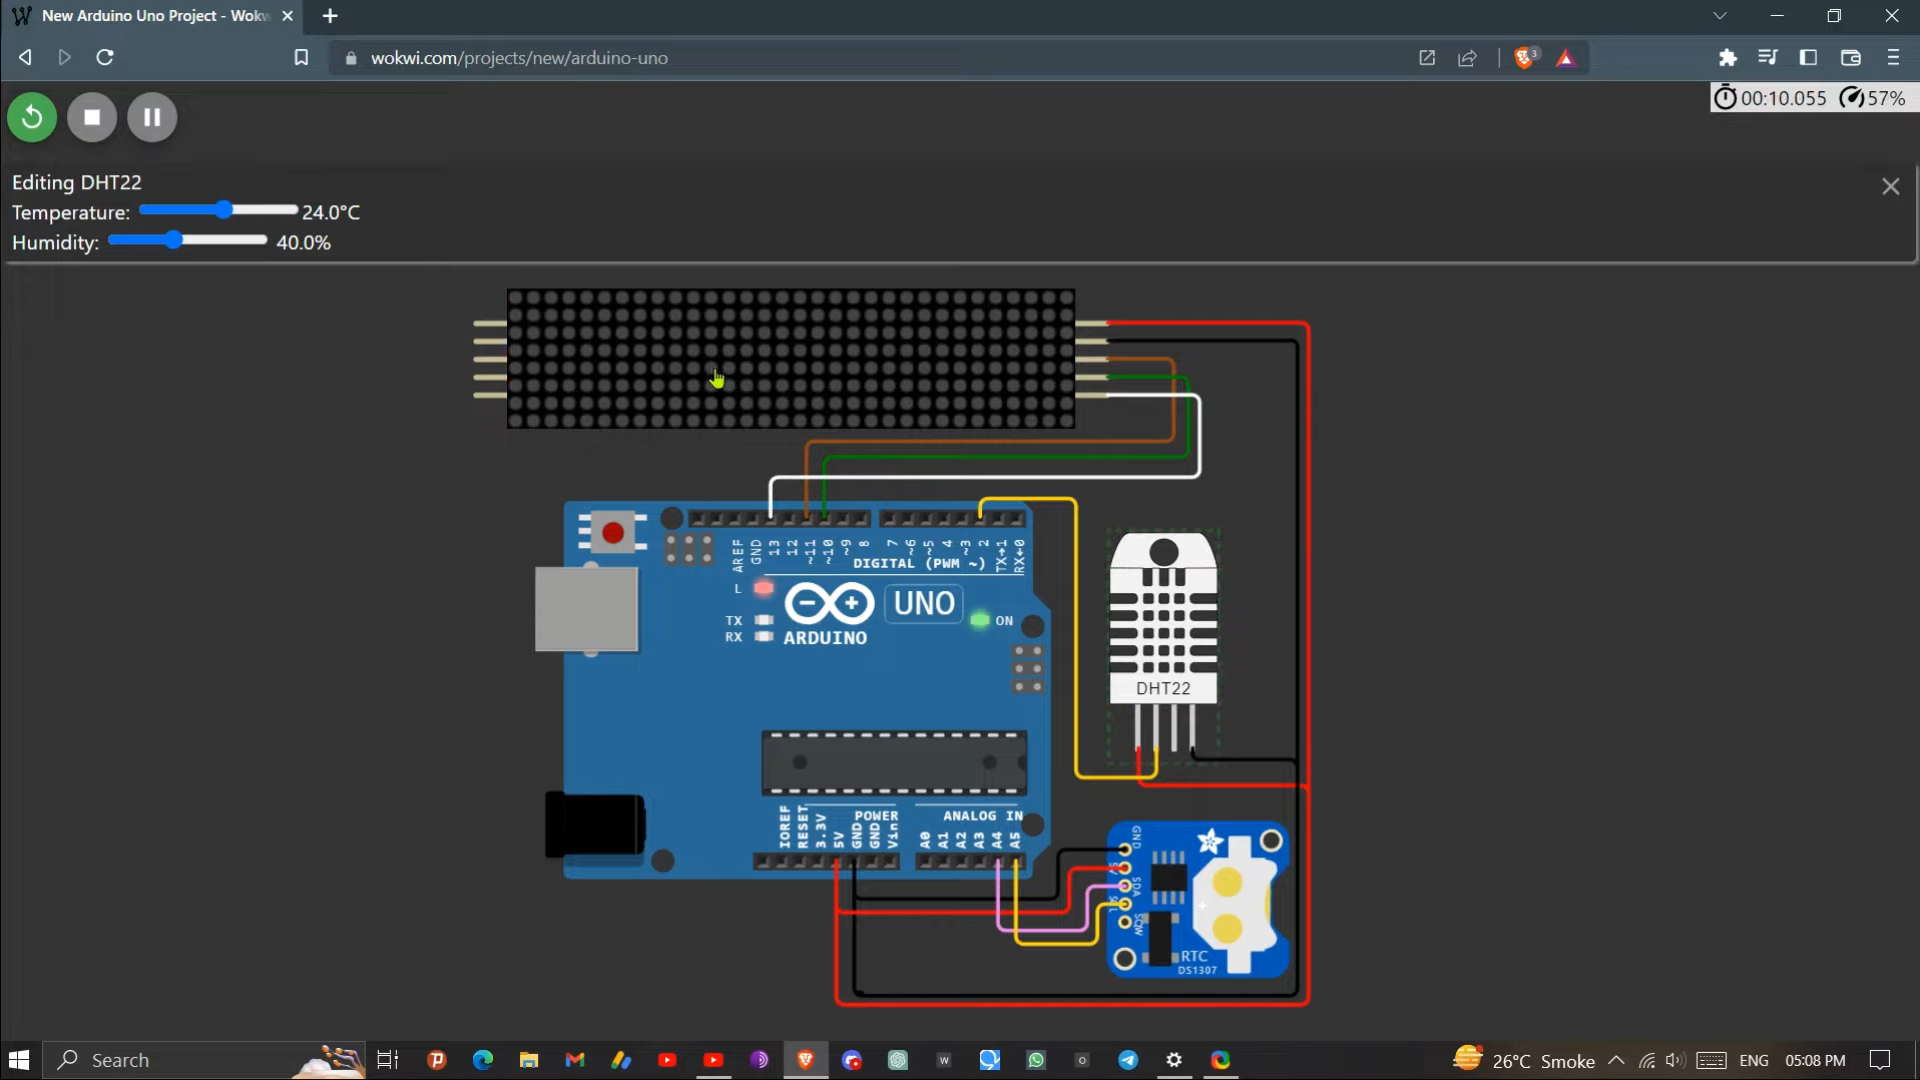 New Arduino Uno Project - Wokw
wokwi.com/projects/new/arduino-uno
3
00:10.055 57%
Editing DHT22
Temperature: 24.0°C
Humidity: 40.0%
AREF
GND
13
12
~11
~10
~9
8
7
~6
~5
4
~3
2
TX→1
RX←0
DIGITAL (PWM ~)
L
TX
RX
UNO
ARDUINO
ON
DHT22
IOREF
RESET
3.3V
5V
GND
GND
Vin
POWER
ANALOG IN
A0
A1
A2
A3
A4
A5
GND
5V
SDA
SCL
SQW
RTC
DS1307
Search
26°C Smoke
ENG
05:08 PM